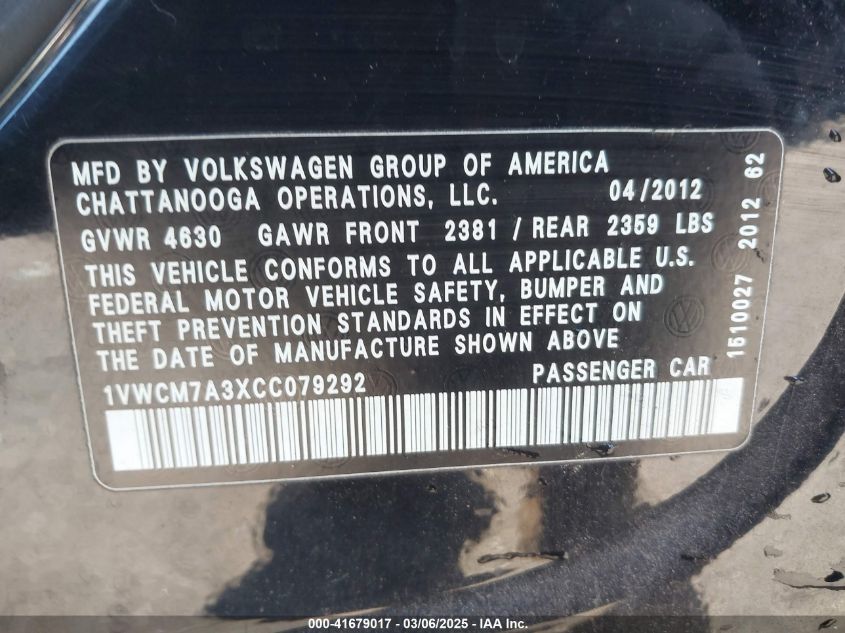 MFD BY VOLKSWAGEN GROUP OF AMERICA
CHATTANOOGA OPERATIONS, LLC. 04/2012
GVWR 4630 GAWR FRONT 2381 / REAR 2359 LBS
THIS VEHICLE CONFORMS TO ALL APPLICABLE U.S.
FEDERAL MOTOR VEHICLE SAFETY, BUMPER AND
THEFT PREVENTION STANDARDS IN EFFECT ON
THE DATE OF MANUFACTURE SHOWN ABOVE
1VWCM7A3XCC079292 PASSENGER CAR
1510027 2012 62
000-41679017 - 03/06/2025 - IAA Inc.